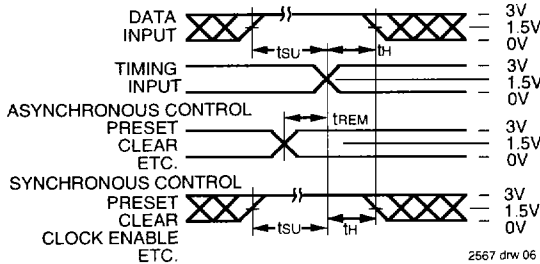 DATA
INPUT
3V
1.5V
0V
tSU
tH
TIMING
INPUT
3V
1.5V
0V
ASYNCHRONOUS CONTROL
PRESET
CLEAR
ETC.
tREM
3V
1.5V
0V
SYNCHRONOUS CONTROL
PRESET
CLEAR
CLOCK ENABLE
ETC.
3V
1.5V
0V
tSU
tH
2567 drw 06